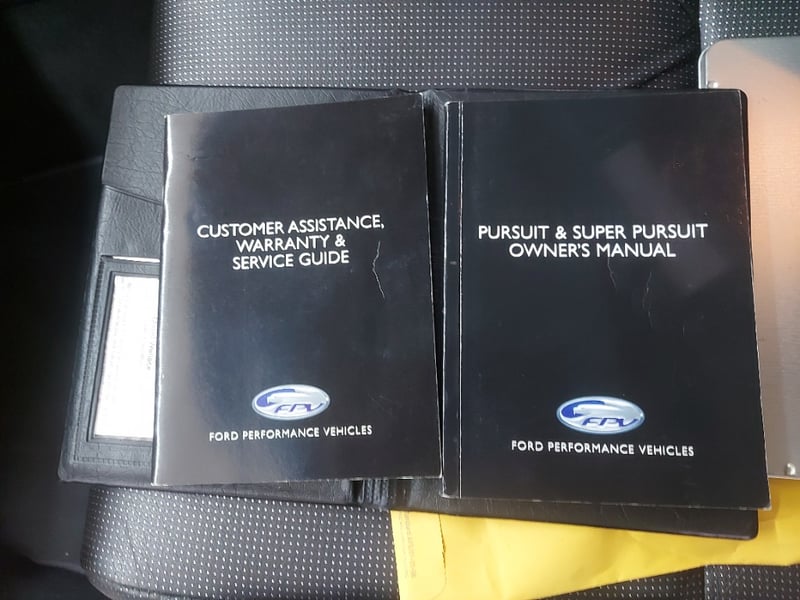 CUSTOMER ASSISTANCE,
WARRANTY &
SERVICE GUIDE
FPV
FORD PERFORMANCE VEHICLES
PURSUIT & SUPER PURSUIT
OWNER'S MANUAL
FPV
FORD PERFORMANCE VEHICLES